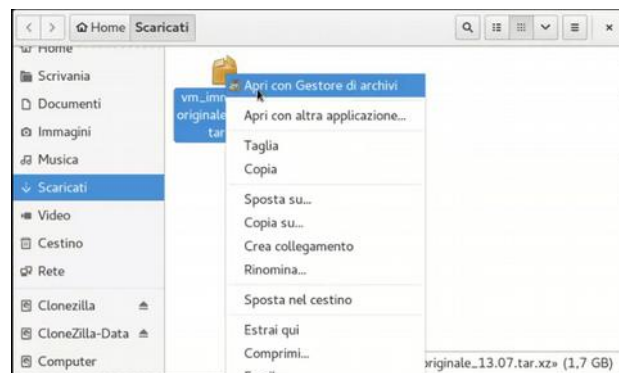 Home Scaricati
Home
Scrivania
Documenti
Immagini
Musica
Scaricati
Video
Cestino
Rete
Clonezilla
CloneZilla-Data
Computer
originale
tar
Apri con Gestore di archivi
Apri con altra applicazione...
Taglia
Copia
Sposta su...
Copia su...
Crea collegamento
Rinomina...
Sposta nel cestino
Estrai qui
Comprimi...
originale_13.07.tar.xz» (1,7 GB)